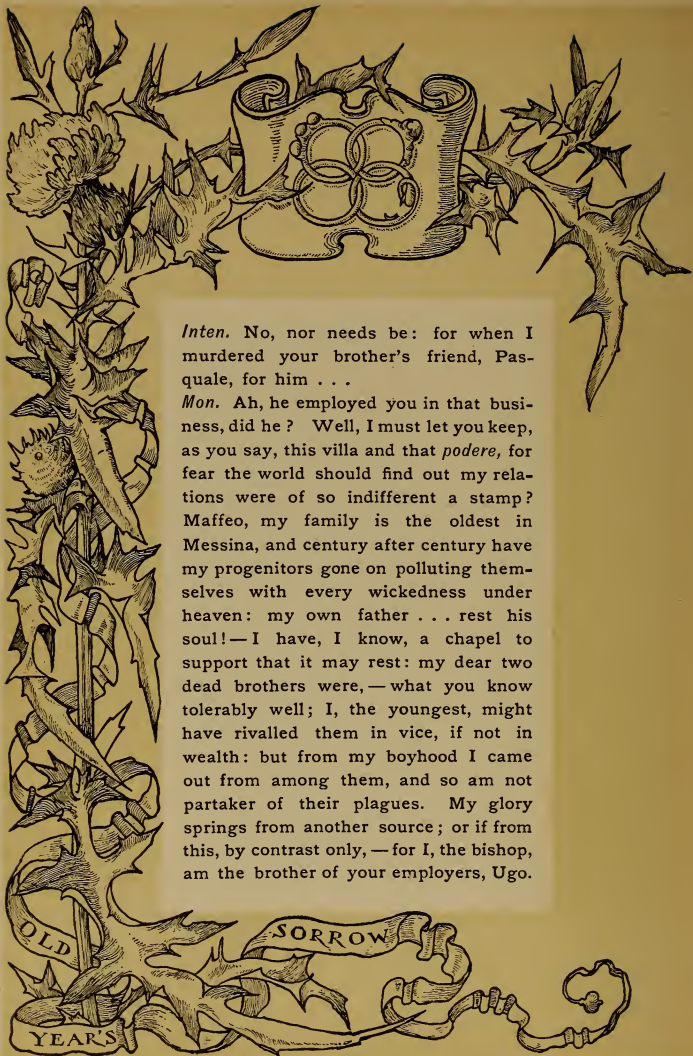 Inten. No, nor needs be: for when I
murdered your brother's friend, Pas-
quale, for him . . .
Mon. Ah, he employed you in that busi-
ness, did he? Well, I must let you keep,
as you say, this villa and that podere, for
fear the world should find out my rela-
tions were of so indifferent a stamp?
Maffeo, my family is the oldest in
Messina, and century after century have
my progenitors gone on polluting them-
selves with every wickedness under
heaven: my own father . . . rest his
soul!—I have, I know, a chapel to
support that it may rest: my dear two
dead brothers were,—what you know
tolerably well; I, the youngest, might
have rivalled them in vice, if not in
wealth: but from my boyhood I came
out from among them, and so am not
partaker of their plagues. My glory
springs from another source; or if from
this, by contrast only,—for I, the bishop,
am the brother of your employers, Ugo.
OLD
YEAR'S
SORROW